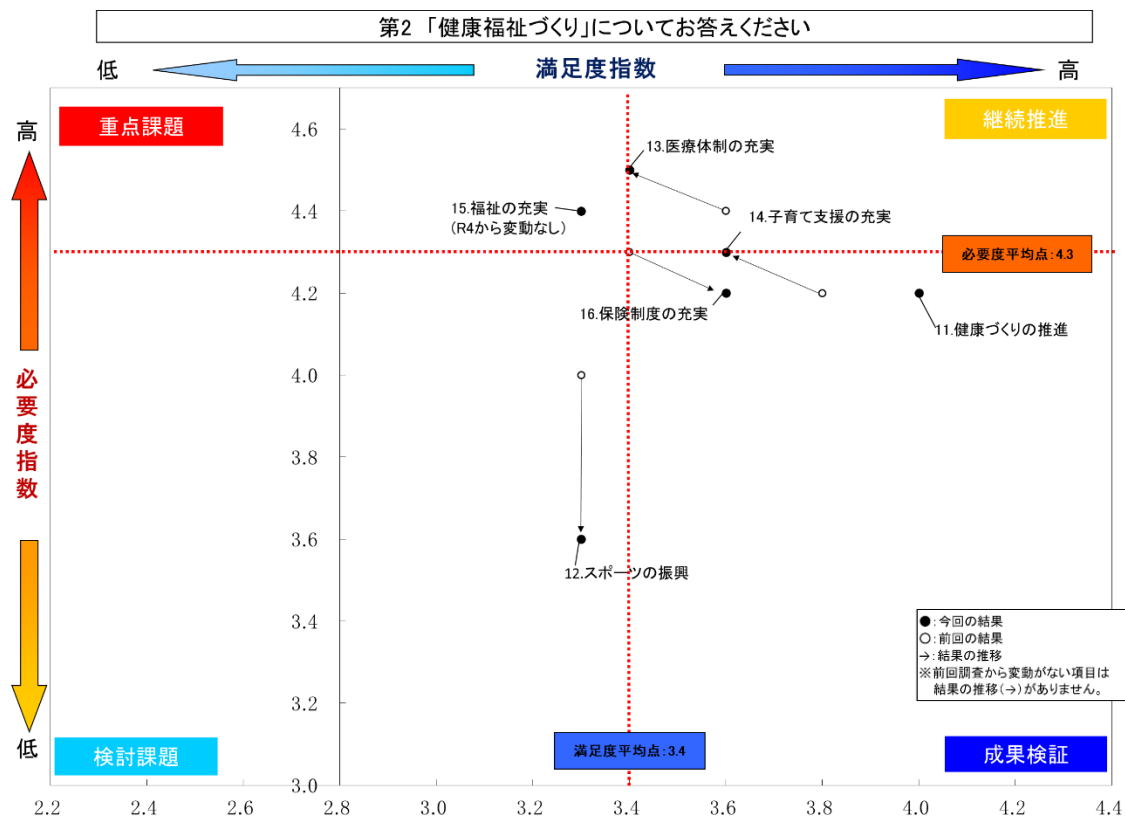 第2 「健康福祉づくり」についてお答えください
低
満足度指数
高
重点課題
継続推進
高
必要度指数
低
4.6
4.4
4.2
4.0
3.8
3.6
3.4
3.2
3.0
13.医療体制の充実
15.福祉の充実
(R4から変動なし)
14.子育て支援の充実
必要度平均点:4.3
16.保険制度の充実
11.健康づくりの推進
12.スポーツの振興
●:今回の結果
○:前回の結果
→:結果の推移
※前回調査から変動がない項目は
結果の推移(→)がありません。
検討課題
満足度平均点:3.4
成果検証
2.2 2.4 2.6 2.8 3.0 3.2 3.4 3.6 3.8 4.0 4.2 4.4